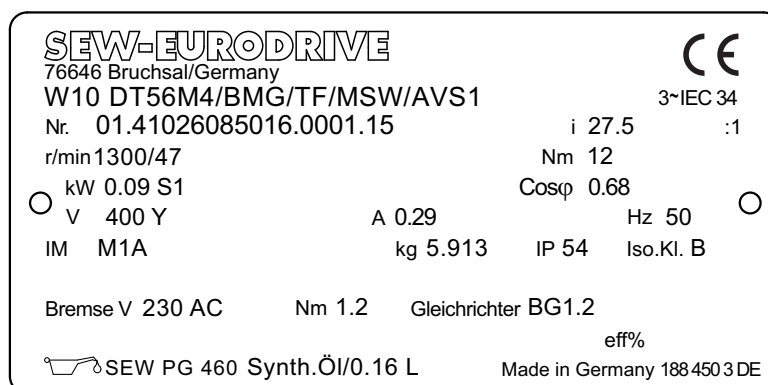 SEW-EURODRIVE
76646 Bruchsal/Germany
W10 DT56M4/BMG/TF/MSW/AVS1 3~IEC 34
Nr. 01.41026085016.0001.15 i 27.5 :1
r/min 1300/47 Nm 12
kW 0.09 S1 Cosφ 0.68
V 400 Y A 0.29 Hz 50
IM M1A kg 5.913 IP 54 Iso.Kl. B
Bremse V 230 AC Nm 1.2 Gleichrichter BG1.2
eff%
SEW PG 460 Synth.Öl/0.16 L Made in Germany 188 450 3 DE
CE